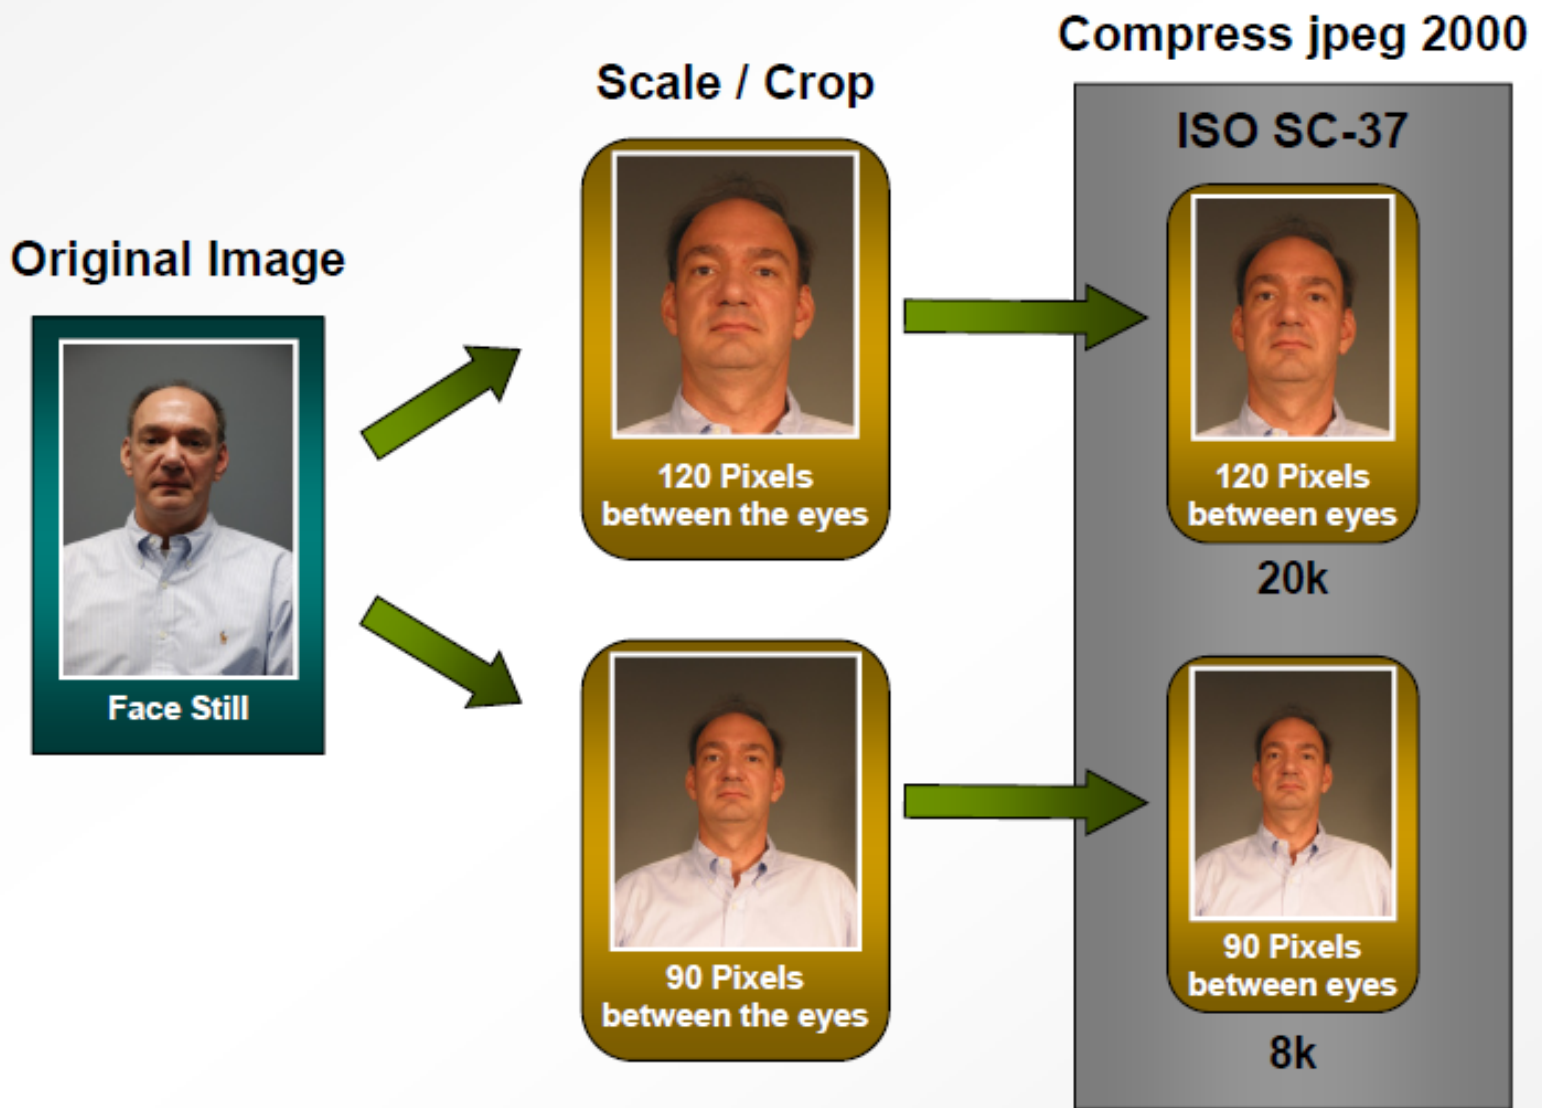 Original Image
Face Still
Scale / Crop
120 Pixels
between the eyes
90 Pixels
between the eyes
Compress jpeg 2000
ISO SC-37
120 Pixels
between eyes
20k
90 Pixels
between eyes
8k